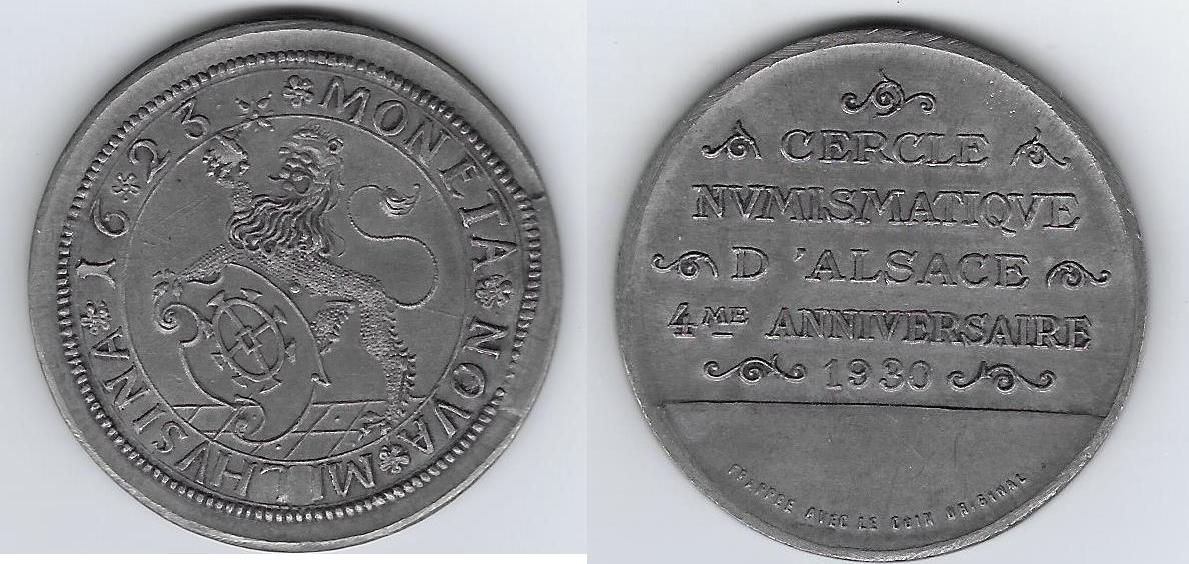 MONETA NOVA MILHVSINA 1623
CERCLE
NVMISMATIQVE
D'ALSACE
4ME ANNIVERSAIRE
1930
FRAPPEE AVEC LE COIN ORIGINAL